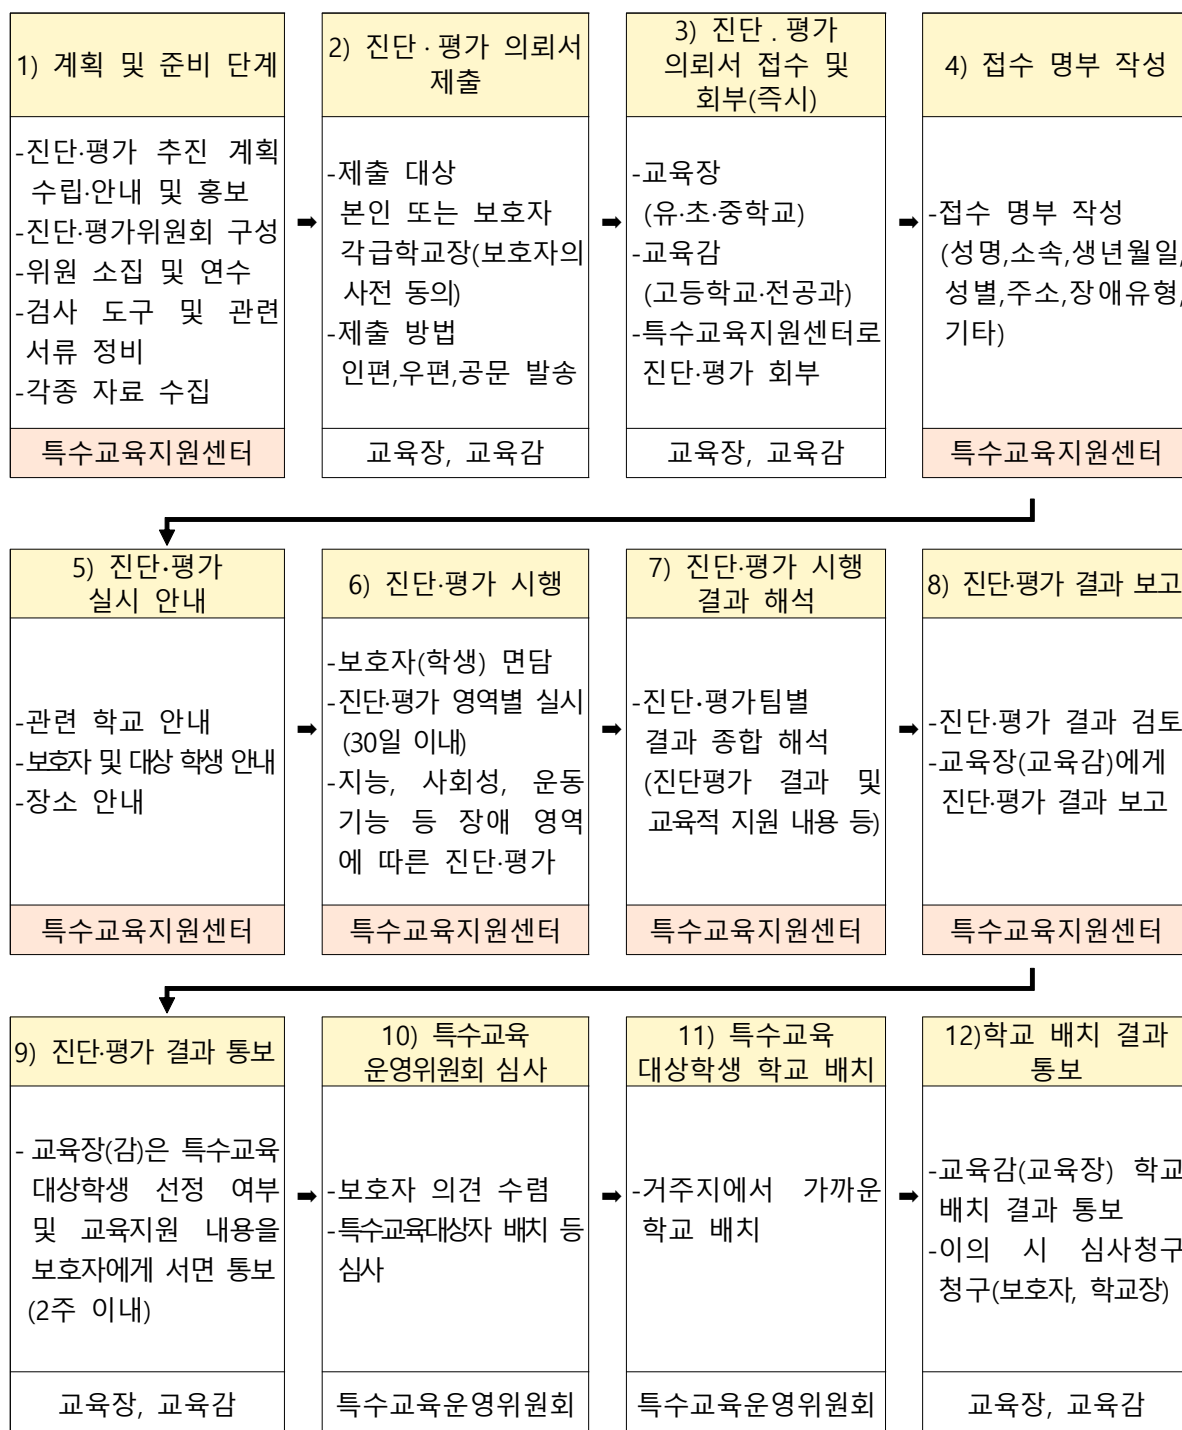 1) 계획 및 준비 단계
-진단·평가 추진 계획
수립·안내 및 홍보
-진단·평가위원회 구성
-위원 소집 및 연수
-검사 도구 및 관련
서류 정비
-각종 자료 수집
특수교육지원센터
2) 진단·평가 의뢰서
제출
-제출 대상
본인 또는 보호자
각급학교장(보호자의
사전 동의)
-제출 방법
인편,우편,공문 발송
교육장, 교육감
3) 진단.평가
의뢰서 접수 및
회부(즉시)
-교육장
(유·초·중학교)
-교육감
(고등학교·전공과)
-특수교육지원센터로
진단·평가 회부
교육장, 교육감
4) 접수 명부 작성
-접수 명부 작성
(성명,소속,생년월일,
성별,주소,장애유형,
기타)
특수교육지원센터
5) 진단·평가
실시 안내
-관련 학교 안내
-보호자 및 대상 학생 안내
-장소 안내
특수교육지원센터
6) 진단·평가 시행
-보호자(학생) 면담
-진단·평가 영역별 실시
(30일 이내)
-지능, 사회성, 운동
기능 등 장애 영역
에 따른 진단·평가
특수교육지원센터
7) 진단·평가 시행
결과 해석
-진단·평가팀별
결과 종합 해석
(진단평가 결과 및
교육적 지원 내용 등)
특수교육지원센터
8) 진단·평가 결과 보고
-진단·평가 결과 검토
-교육장(교육감)에게
진단·평가 결과 보고
특수교육지원센터
9) 진단·평가 결과 통보
- 교육장(감)은 특수교육
대상학생 선정 여부
및 교육지원 내용을
보호자에게 서면 통보
(2주 이내)
교육장, 교육감
10) 특수교육
운영위원회 심사
-보호자 의견 수렴
-특수교육대상자 배치 등
심사
특수교육운영위원회
11) 특수교육
대상학생 학교 배치
-거주지에서 가까운
학교 배치
특수교육운영위원회
12)학교 배치 결과
통보
-교육감(교육장) 학교
배치 결과 통보
-이의 시 심사청구
청구(보호자, 학교장)
교육장, 교육감